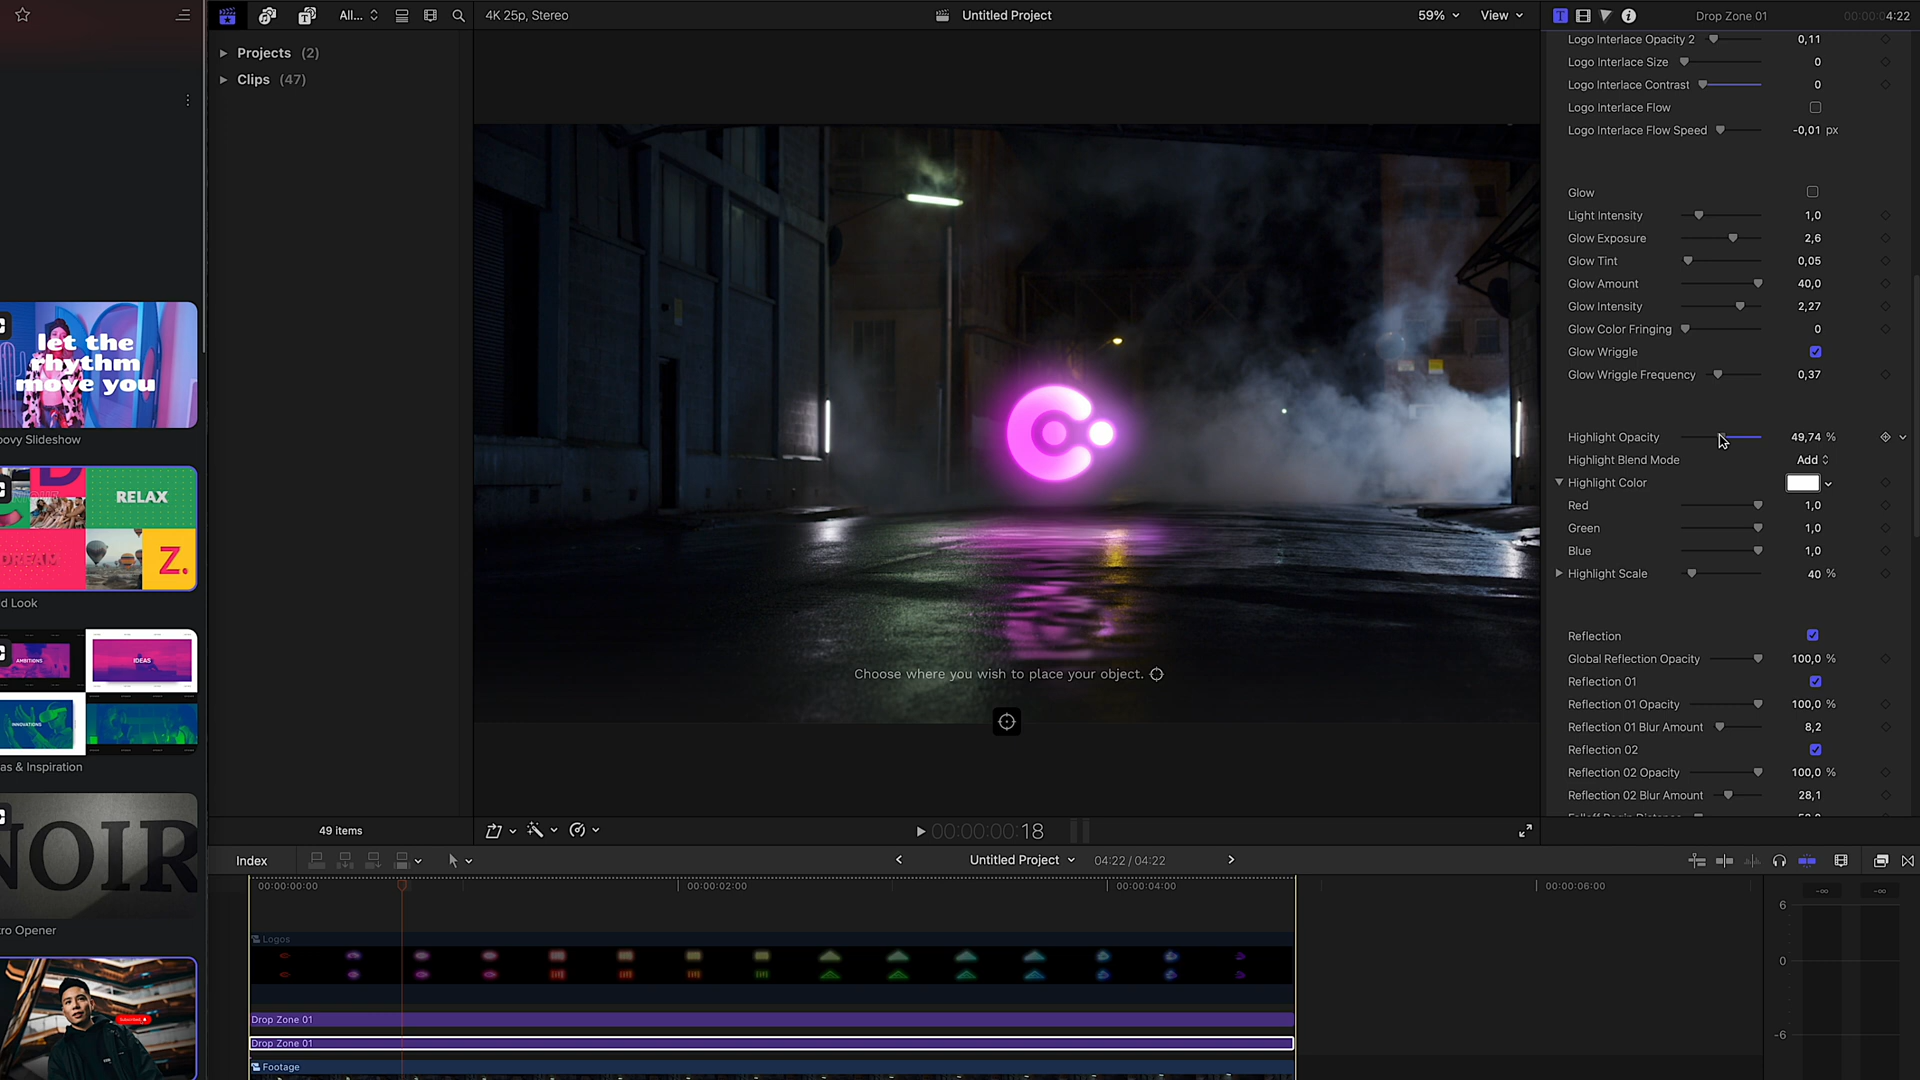 All...
4K 25p, Stereo
Untitled Project
59%
View
Drop Zone 01
00:00:04:22
Projects (2)
Clips (47)
let the
rhythm
move you
oovy Slideshow
RELAX
DREAM
Z.
d Look
AMBITIONS
IDEAS
INNOVATIONS
as & Inspiration
NOIR
tro Opener
Choose where you wish to place your object.
Logo Interlace Opacity 2 0,11
Logo Interlace Size 0
Logo Interlace Contrast 0
Logo Interlace Flow
Logo Interlace Flow Speed -0,01 px
Glow
Light Intensity 1,0
Glow Exposure 2,6
Glow Tint 0,05
Glow Amount 40,0
Glow Intensity 2,27
Glow Color Fringing 0
Glow Wriggle
Glow Wriggle Frequency 0,37
Highlight Opacity 49,74 %
Highlight Blend Mode Add
Highlight Color
Red 1,0
Green 1,0
Blue 1,0
Highlight Scale 40 %
Reflection
Global Reflection Opacity 100,0 %
Reflection 01
Reflection 01 Opacity 100,0 %
Reflection 01 Blur Amount 8,2
Reflection 02
Reflection 02 Opacity 100,0 %
Reflection 02 Blur Amount 28,1
49 items
00:00:00:18
Index
Untitled Project
04:22 / 04:22
00:00:00:00
00:00:02:00
00:00:04:00
00:00:06:00
Logos
Drop Zone 01
Drop Zone 01
Footage
-∞ -∞
6
0
-6